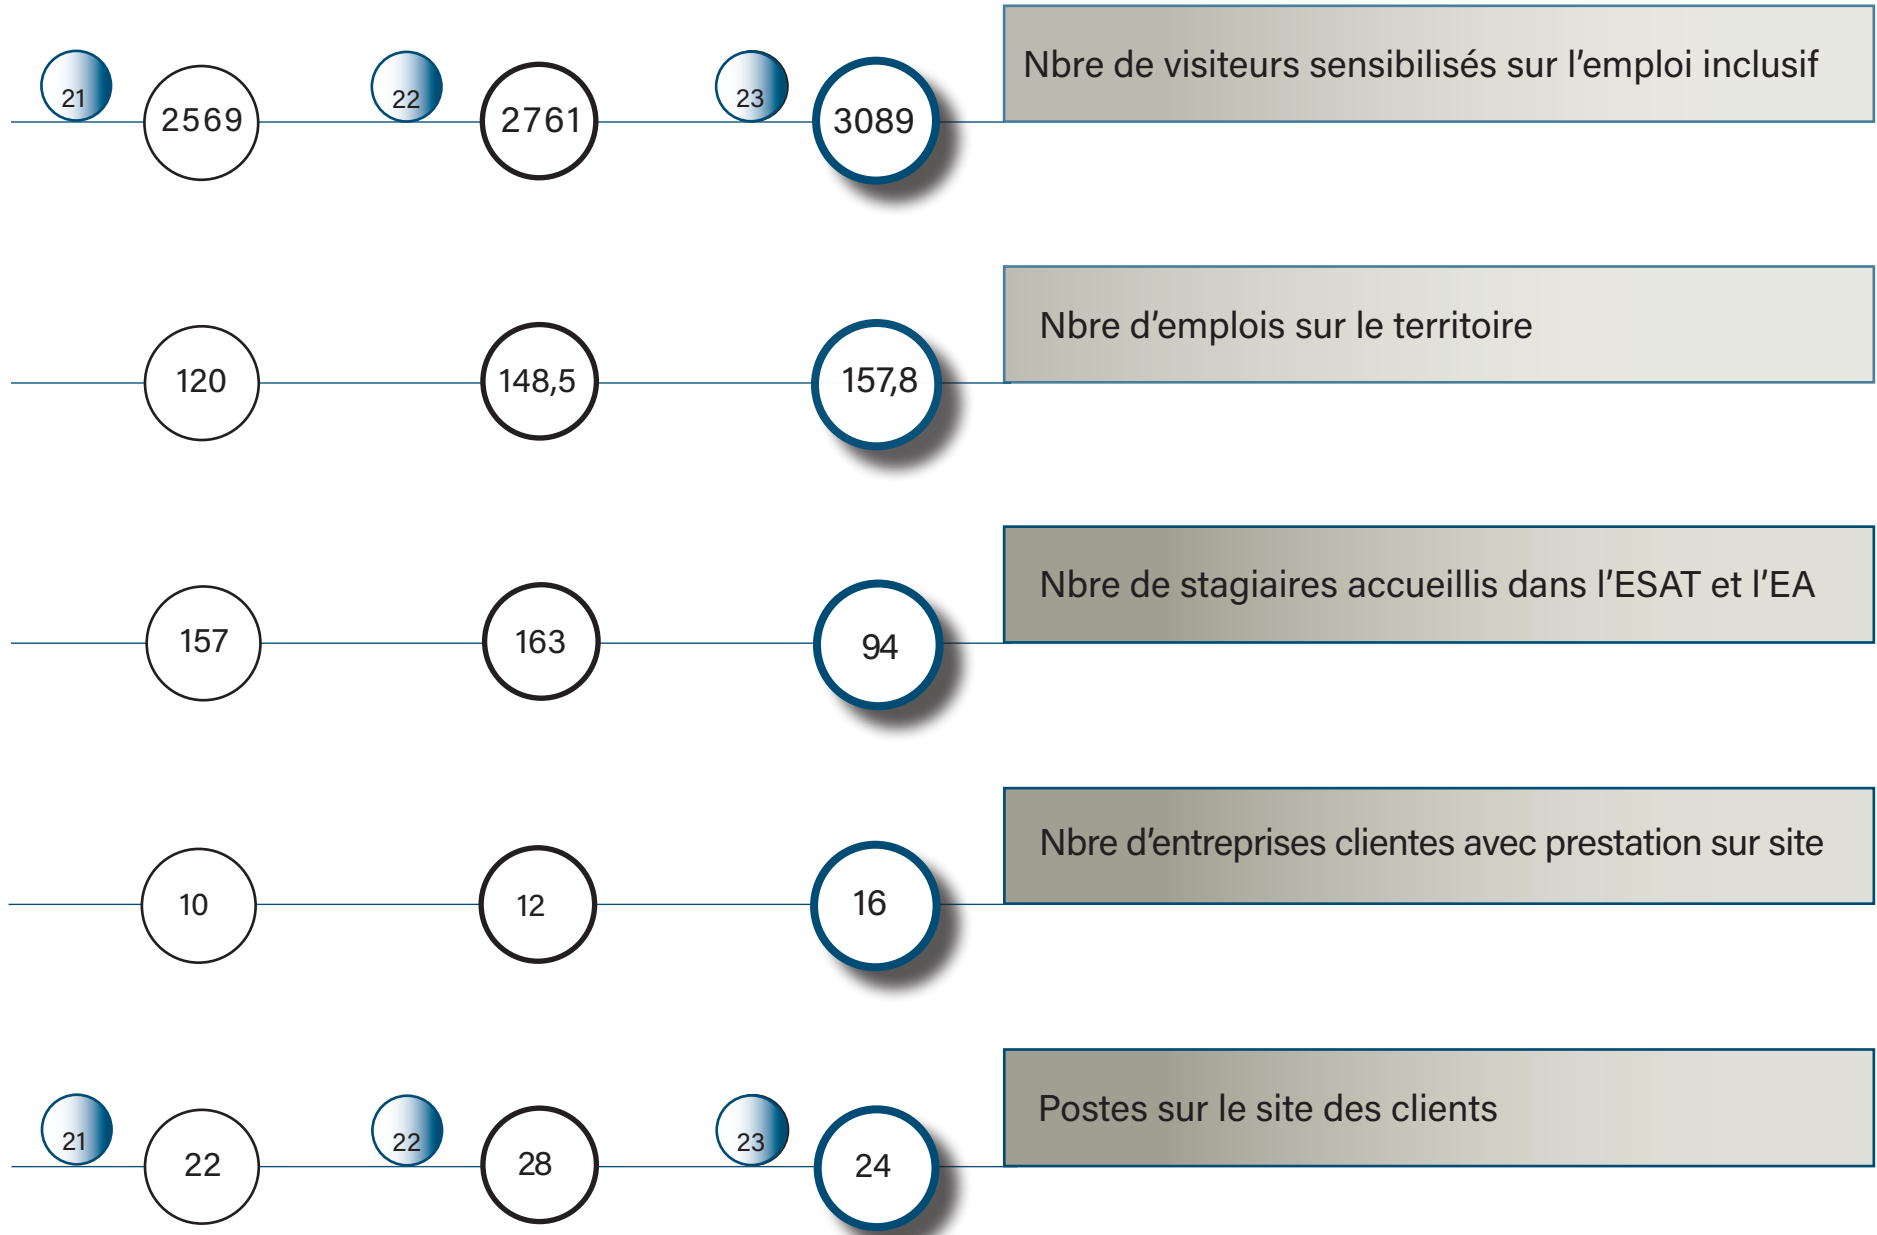 21 2569 22 2761 23 3089 Nbre de visiteurs sensibilisés sur l'emploi inclusif
120 148,5 157,8 Nbre d'emplois sur le territoire
157 163 94 Nbre de stagiaires accueillis dans l'ESAT et l'EA
10 12 16 Nbre d'entreprises clientes avec prestation sur site
21 22 22 28 23 24 Postes sur le site des clients